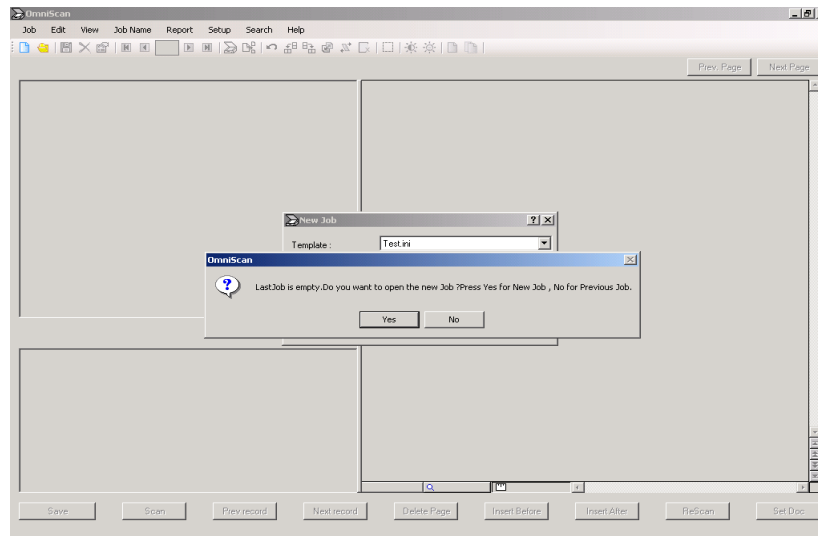 OmniScan
Job Edit View Job Name Report Setup Search Help
Prev. Page Next Page
New Job
Template : Test.ini
OmniScan
LastJob is empty.Do you want to open the new Job ?Press Yes for New Job , No for Previous Job.
Yes No
Save Scan Prev record Next record Delete Page Insert Before Insert After ReScan Set Doc